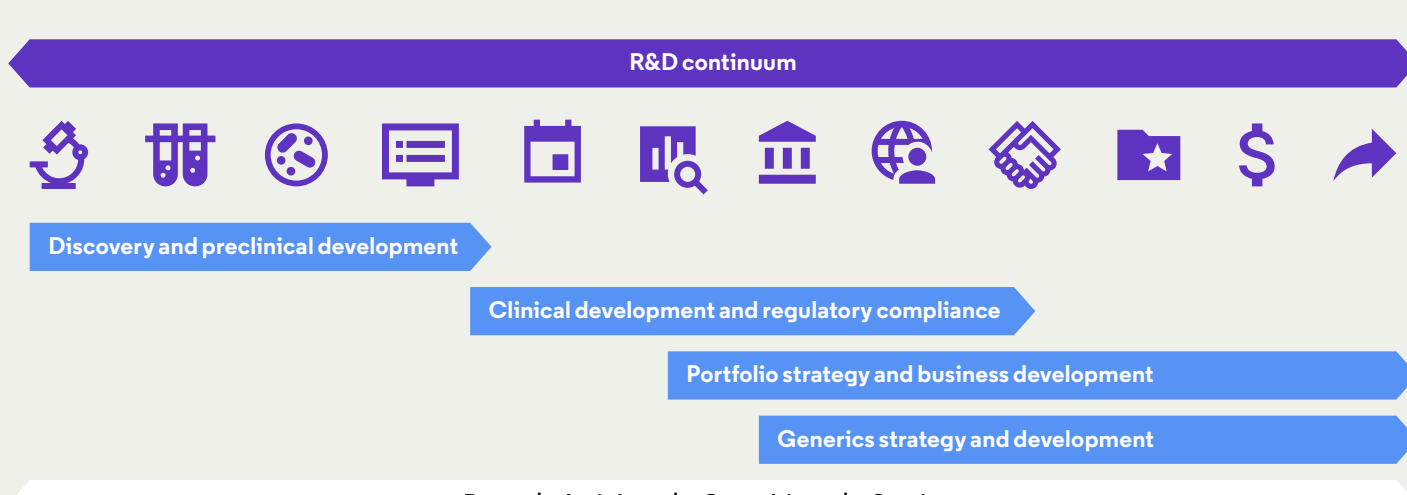 R&D continuum
Discovery and preclinical development
Clinical development and regulatory compliance
Portfolio strategy and business development
Generics strategy and development